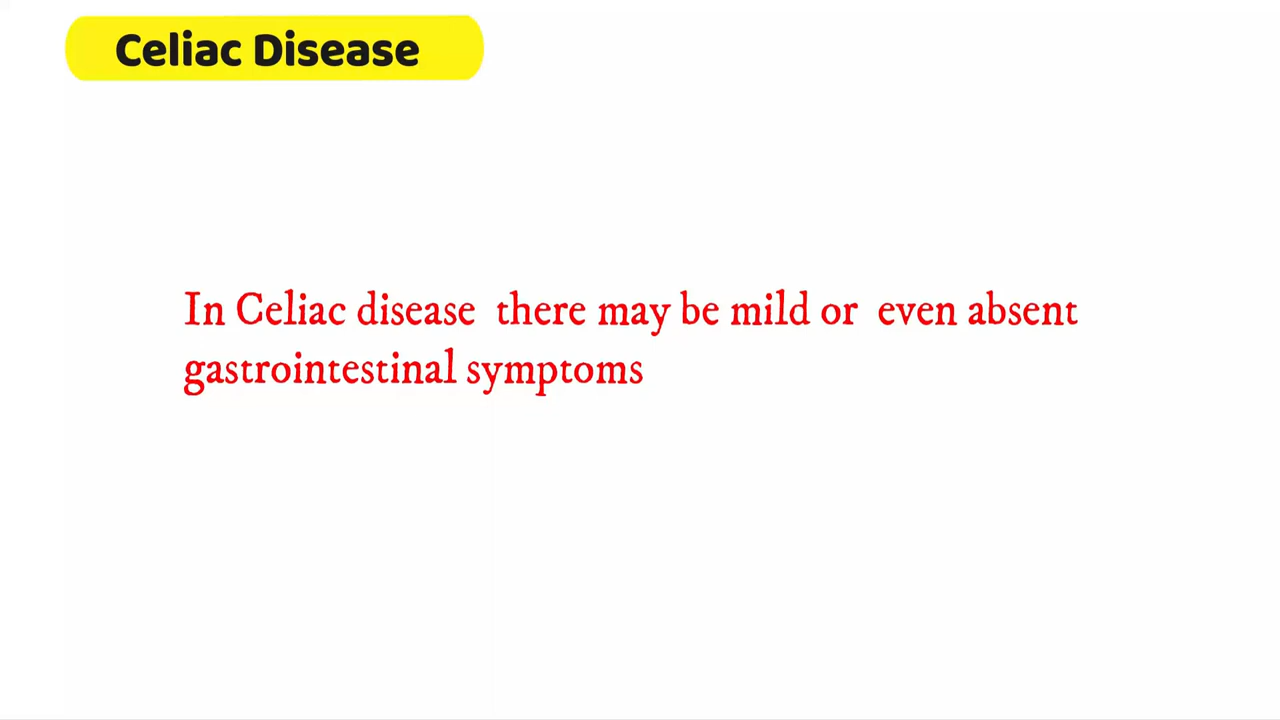 Celiac Disease
In Celiac disease there may be mild or even absent
gastrointestinal symptoms